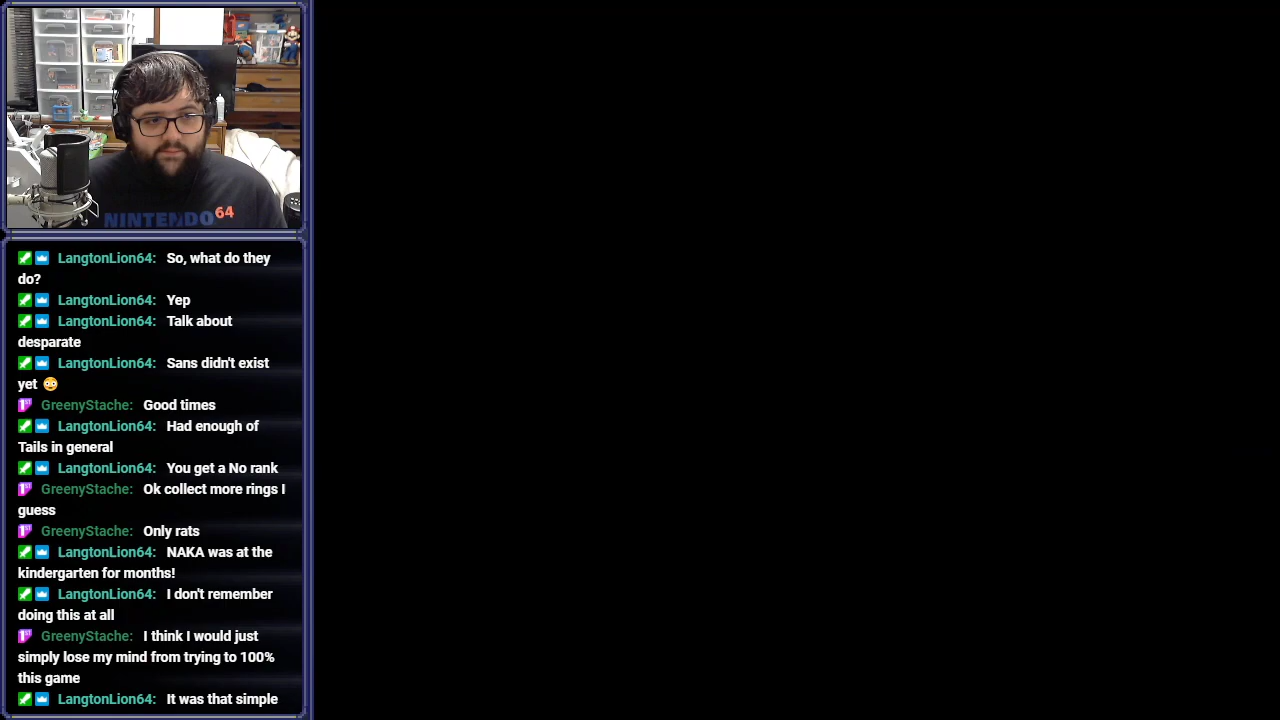 NINTENDO 64
LangtonLion64: So, what do they
do?
LangtonLion64: Yep
LangtonLion64: Talk about
desparate
LangtonLion64: Sans didn't exist
yet 😳
GreenyStache: Good times
LangtonLion64: Had enough of
Tails in general
LangtonLion64: You get a No rank
GreenyStache: Ok collect more rings I
guess
GreenyStache: Only rats
LangtonLion64: NAKA was at the
kindergarten for months!
LangtonLion64: I don't remember
doing this at all
GreenyStache: I think I would just
simply lose my mind from trying to 100%
this game
LangtonLion64: It was that simple